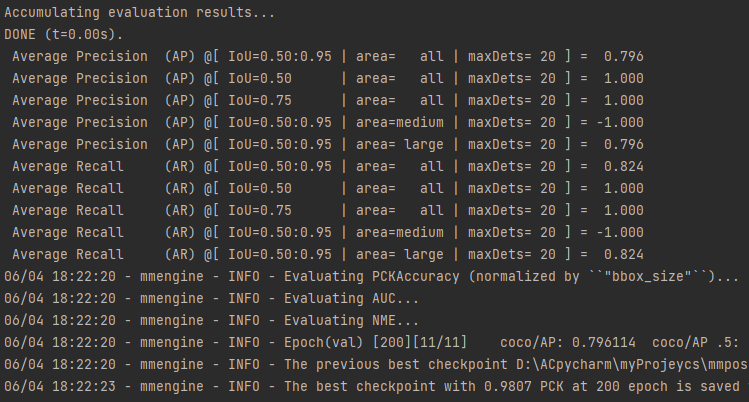 Accumulating evaluation results...
DONE (t=0.00s).
Average Precision  (AP) @[ IoU=0.50:0.95 | area=   all | maxDets= 20 ] =  0.796
Average Precision  (AP) @[ IoU=0.50      | area=   all | maxDets= 20 ] =  1.000
Average Precision  (AP) @[ IoU=0.75      | area=   all | maxDets= 20 ] =  1.000
Average Precision  (AP) @[ IoU=0.50:0.95 | area=medium | maxDets= 20 ] = -1.000
Average Precision  (AP) @[ IoU=0.50:0.95 | area= large | maxDets= 20 ] =  0.796
Average Recall     (AR) @[ IoU=0.50:0.95 | area=   all | maxDets= 20 ] =  0.824
Average Recall     (AR) @[ IoU=0.50      | area=   all | maxDets= 20 ] =  1.000
Average Recall     (AR) @[ IoU=0.75      | area=   all | maxDets= 20 ] =  1.000
Average Recall     (AR) @[ IoU=0.50:0.95 | area=medium | maxDets= 20 ] = -1.000
Average Recall     (AR) @[ IoU=0.50:0.95 | area= large | maxDets= 20 ] =  0.824
06/04 18:22:20 - mmengine - INFO - Evaluating PCKAccuracy (normalized by ``"bbox_size"``)...
06/04 18:22:20 - mmengine - INFO - Evaluating AUC...
06/04 18:22:20 - mmengine - INFO - Evaluating NME...
06/04 18:22:20 - mmengine - INFO - Epoch(val) [200][11/11]    coco/AP: 0.796114  coco/AP .5:
06/04 18:22:20 - mmengine - INFO - The previous best checkpoint D:\ACpycharm\myProjeycs\mmpos
06/04 18:22:23 - mmengine - INFO - The best checkpoint with 0.9807 PCK at 200 epoch is saved